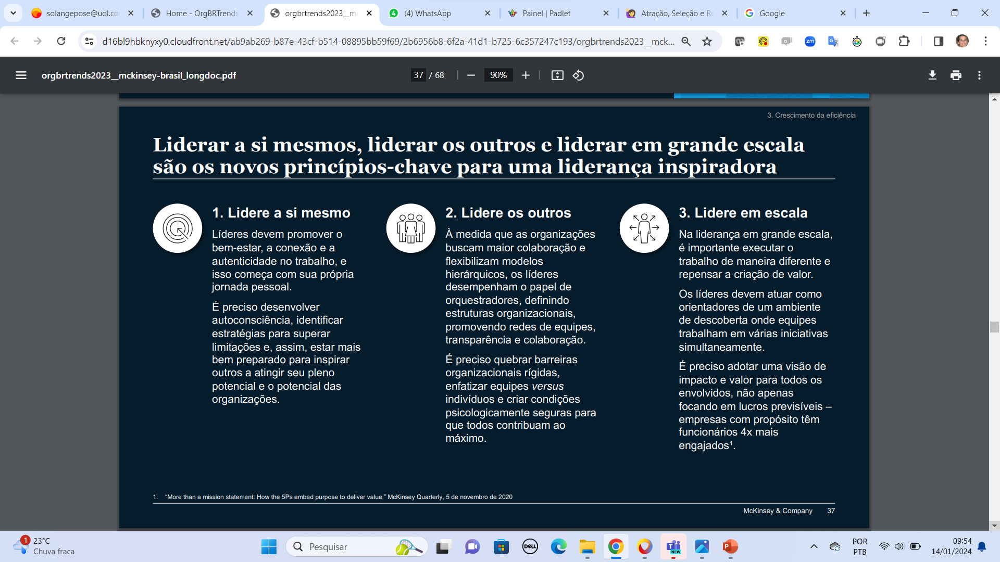 solangepose@uol.co
Home - OrgBRTrends
orgbrtrends2023__mc
(4) WhatsApp
Painel | Padlet
Atração, Seleção e Re
Google
d16bl9hbknyxy0.cloudfront.net/ab9ab269-b87e-43cf-b514-08895bb59f69/2b6956b8-6f2a-41d1-b725-6c357247c193/orgbrtrends2023__mck...
orgbrtrends2023__mckinsey-brasil_longdoc.pdf
37 / 68
90%
3. Crescimento da eficiência
Liderar a si mesmos, liderar os outros e liderar em grande escala
são os novos princípios-chave para uma liderança inspiradora
1. Lidere a si mesmo
Líderes devem promover o
bem-estar, a conexão e a
autenticidade no trabalho, e
isso começa com sua própria
jornada pessoal.
É preciso desenvolver
autoconsciência, identificar
estratégias para superar
limitações e, assim, estar mais
bem preparado para inspirar
outros a atingir seu pleno
potencial e o potencial das
organizações.
2. Lidere os outros
À medida que as organizações
buscam maior colaboração e
flexibilizam modelos
hierárquicos, os líderes
desempenham o papel de
orquestradores, definindo
estruturas organizacionais,
promovendo redes de equipes,
transparência e colaboração.
É preciso quebrar barreiras
organizacionais rígidas,
enfatizar equipes versus
indivíduos e criar condições
psicologicamente seguras para
que todos contribuam ao
máximo.
3. Lidere em escala
Na liderança em grande escala,
é importante executar o
trabalho de maneira diferente e
repensar a criação de valor.
Os líderes devem atuar como
orientadores de um ambiente
de descoberta onde equipes
trabalham em várias iniciativas
simultaneamente.
É preciso adotar uma visão de
impacto e valor para todos os
envolvidos, não apenas
focando em lucros previsíveis –
empresas com propósito têm
funcionários 4x mais
engajados¹.
1. “More than a mission statement: How the 5Ps embed purpose to deliver value,” McKinsey Quarterly, 5 de novembro de 2020
McKinsey & Company 37
1
23°C
Chuva fraca
Pesquisar
DELL
NEW
POR
PTB
09:54
14/01/2024